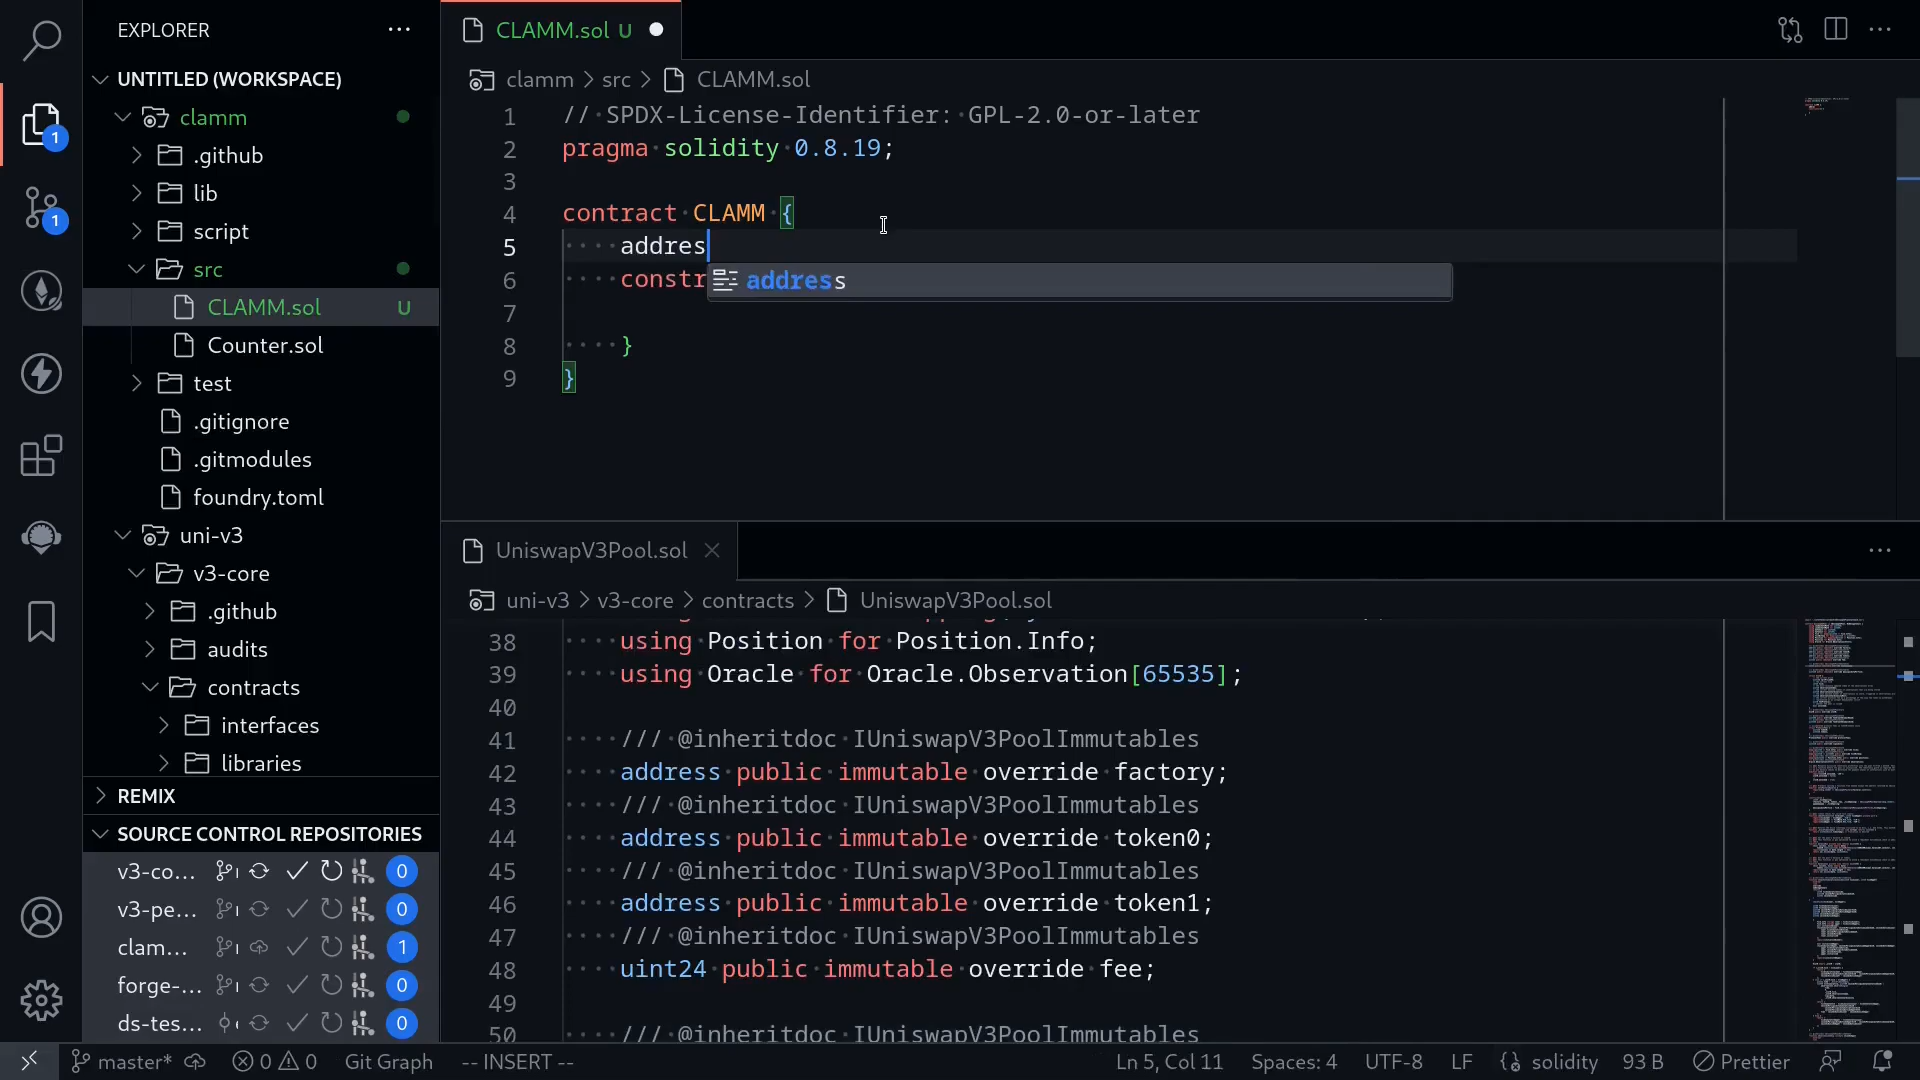 EXPLORER
UNTITLED (WORKSPACE)
clamm
.github
lib
script
src
CLAMM.sol U
Counter.sol
test
.gitignore
.gitmodules
foundry.toml
uni-v3
v3-core
.github
audits
contracts
interfaces
libraries
REMIX
SOURCE CONTROL REPOSITORIES
v3-co... 0
v3-pe... 0
clam... 1
forge-... 0
ds-tes... 0
1
1
CLAMM.sol U
clamm > src > CLAMM.sol
1 // SPDX-License-Identifier: GPL-2.0-or-later
2 pragma solidity 0.8.19;
3
4 contract CLAMM {
5 addres
address
6 constr
7
8 }
9 }
UniswapV3Pool.sol
uni-v3 > v3-core > contracts > UniswapV3Pool.sol
38 using Position for Position.Info;
39 using Oracle for Oracle.Observation[65535];
40
41 /// @inheritdoc IUniswapV3PoolImmutables
42 address public immutable override factory;
43 /// @inheritdoc IUniswapV3PoolImmutables
44 address public immutable override token0;
45 /// @inheritdoc IUniswapV3PoolImmutables
46 address public immutable override token1;
47 /// @inheritdoc IUniswapV3PoolImmutables
48 uint24 public immutable override fee;
49
50 /// @inheritdoc IUniswapV3PoolImmutables
master* 0 0 Git Graph -- INSERT -- Ln 5, Col 11 Spaces: 4 UTF-8 LF solidity 93 B Prettier